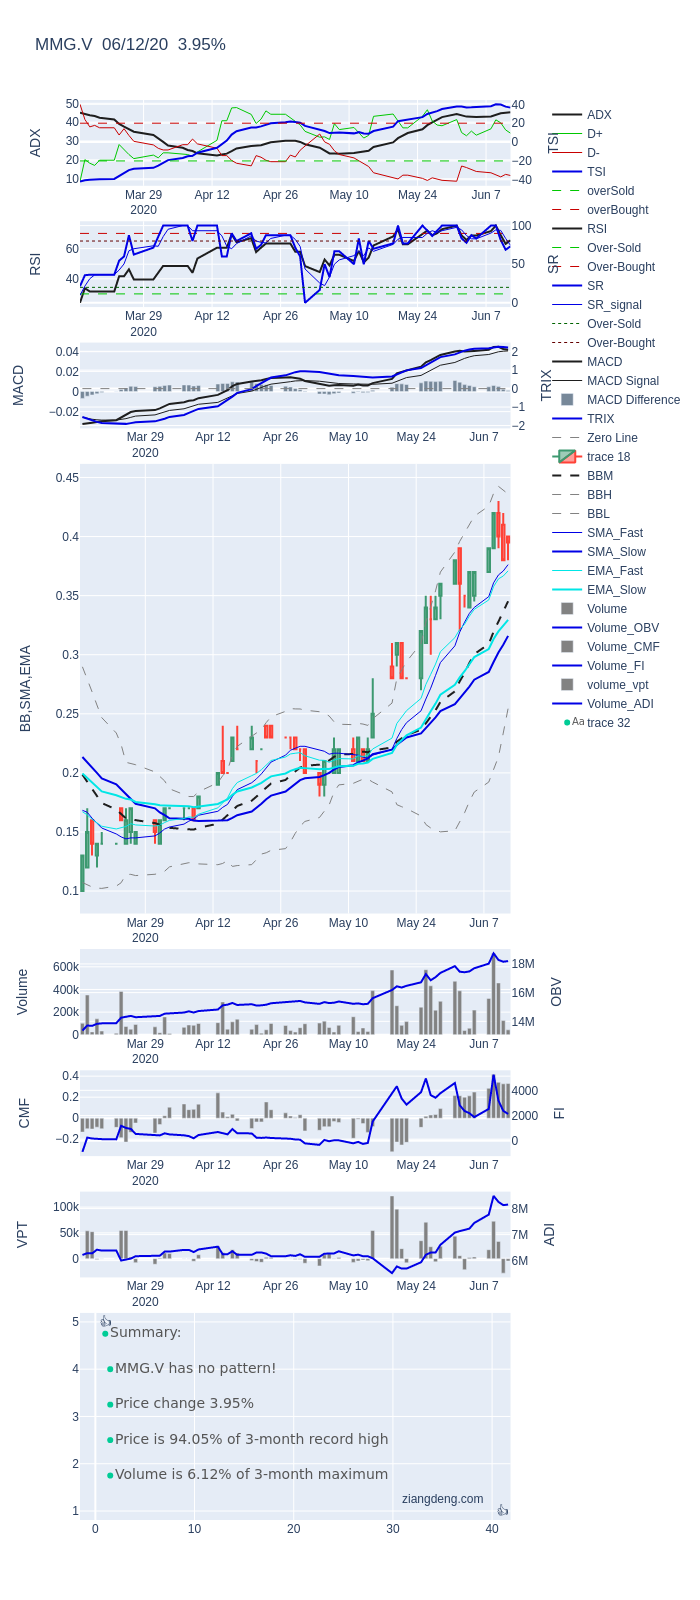 MMG.V  06/12/20  3.95%
ADX
50
40
30
20
10
40
20
0
−20
−40
TSI
Mar 29
2020
Apr 12
Apr 26
May 10
May 24
Jun 7
RSI
60
40
100
50
0
SR
Mar 29
2020
Apr 12
Apr 26
May 10
May 24
Jun 7
MACD
0.04
0.02
0
−0.02
2
1
0
−1
−2
TRIX
Mar 29
2020
Apr 12
Apr 26
May 10
May 24
Jun 7
BB,SMA,EMA
0.45
0.4
0.35
0.3
0.25
0.2
0.15
0.1
Mar 29
2020
Apr 12
Apr 26
May 10
May 24
Jun 7
Volume
600k
400k
200k
0
18M
16M
14M
OBV
Mar 29
2020
Apr 12
Apr 26
May 10
May 24
Jun 7
CMF
0.4
0.2
0
−0.2
4000
2000
0
FI
Mar 29
2020
Apr 12
Apr 26
May 10
May 24
Jun 7
VPT
100k
50k
0
8M
7M
6M
ADI
Mar 29
2020
Apr 12
Apr 26
May 10
May 24
Jun 7
5
4
3
2
1
0
10
20
30
40
Summary:
MMG.V has no pattern!
Price change 3.95%
Price is 94.05% of 3-month record high
Volume is 6.12% of 3-month maximum
ziangdeng.com
ADX
D+
D-
TSI
overSold
overBought
RSI
Over-Sold
Over-Bought
SR
SR_signal
Over-Sold
Over-Bought
MACD
MACD Signal
MACD Difference
TRIX
Zero Line
trace 18
BBM
BBH
BBL
SMA_Fast
SMA_Slow
EMA_Fast
EMA_Slow
Volume
Volume_OBV
Volume_CMF
Volume_FI
volume_vpt
Volume_ADI
Aa trace 32